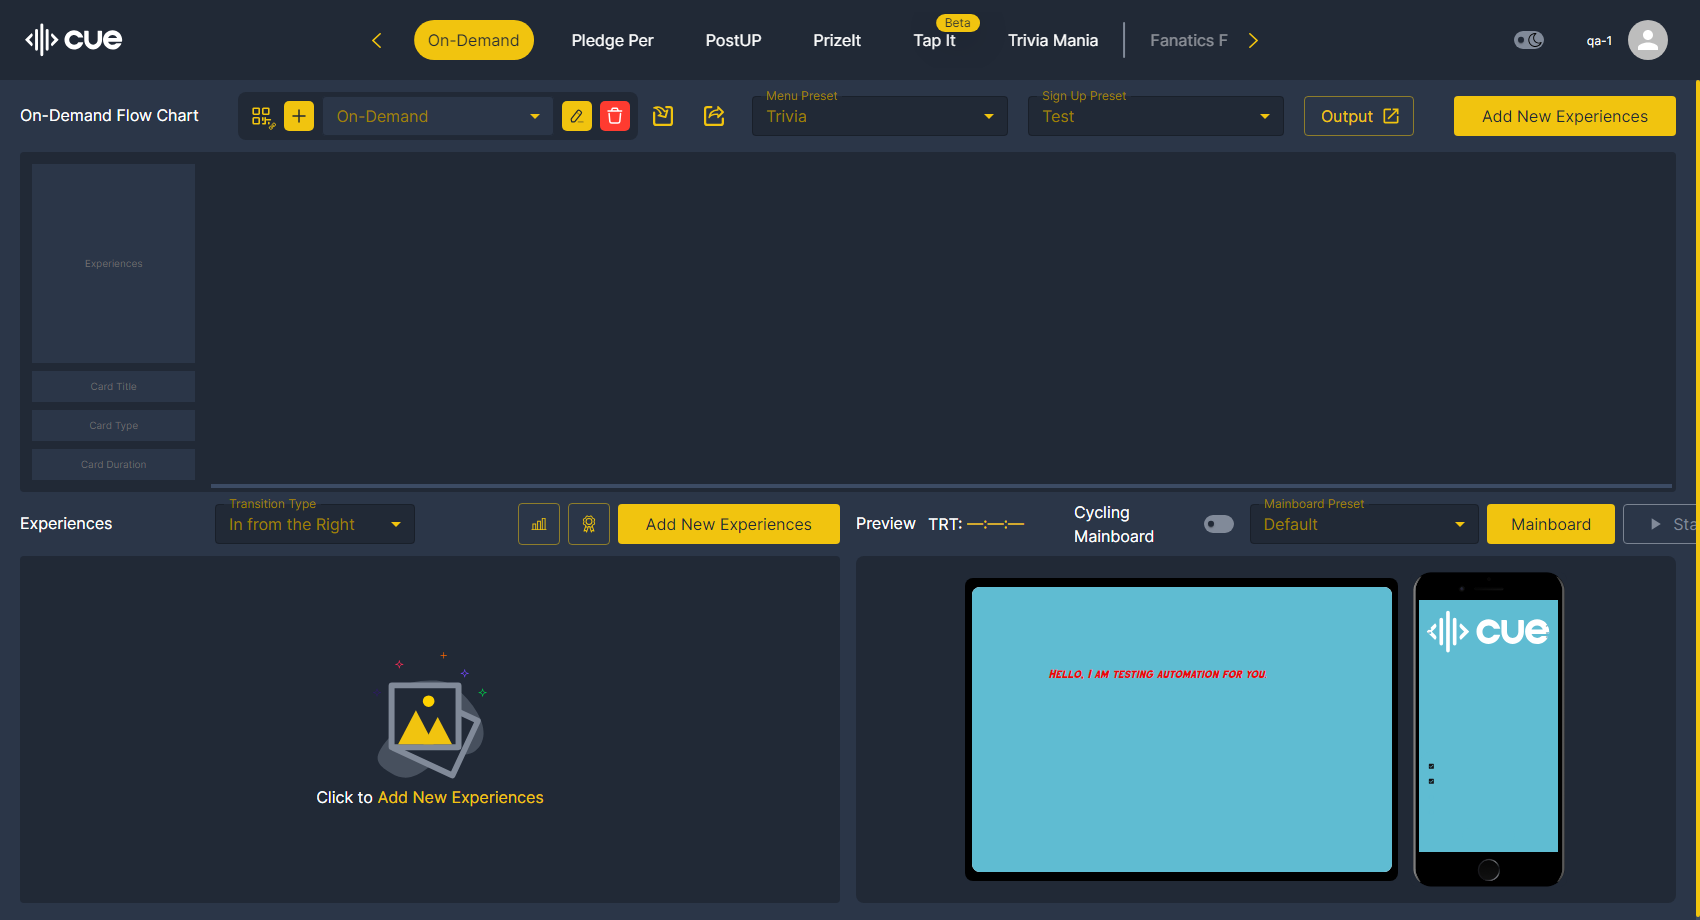 cue
On-Demand
Pledge Per
PostUP
PrizeIt
Beta
Tap It
Trivia Mania
Fanatics F
qa-1
On-Demand Flow Chart
On-Demand
Menu Preset
Trivia
Sign Up Preset
Test
Output
Add New Experiences
Experiences
Card Title
Card Type
Card Duration
Experiences
Transition Type
In from the Right
Add New Experiences
Preview
TRT: —:—:—
Cycling
Mainboard
Mainboard Preset
Default
Mainboard
Sta
Click to Add New Experiences
Hello, I am testing automation for you.
cue